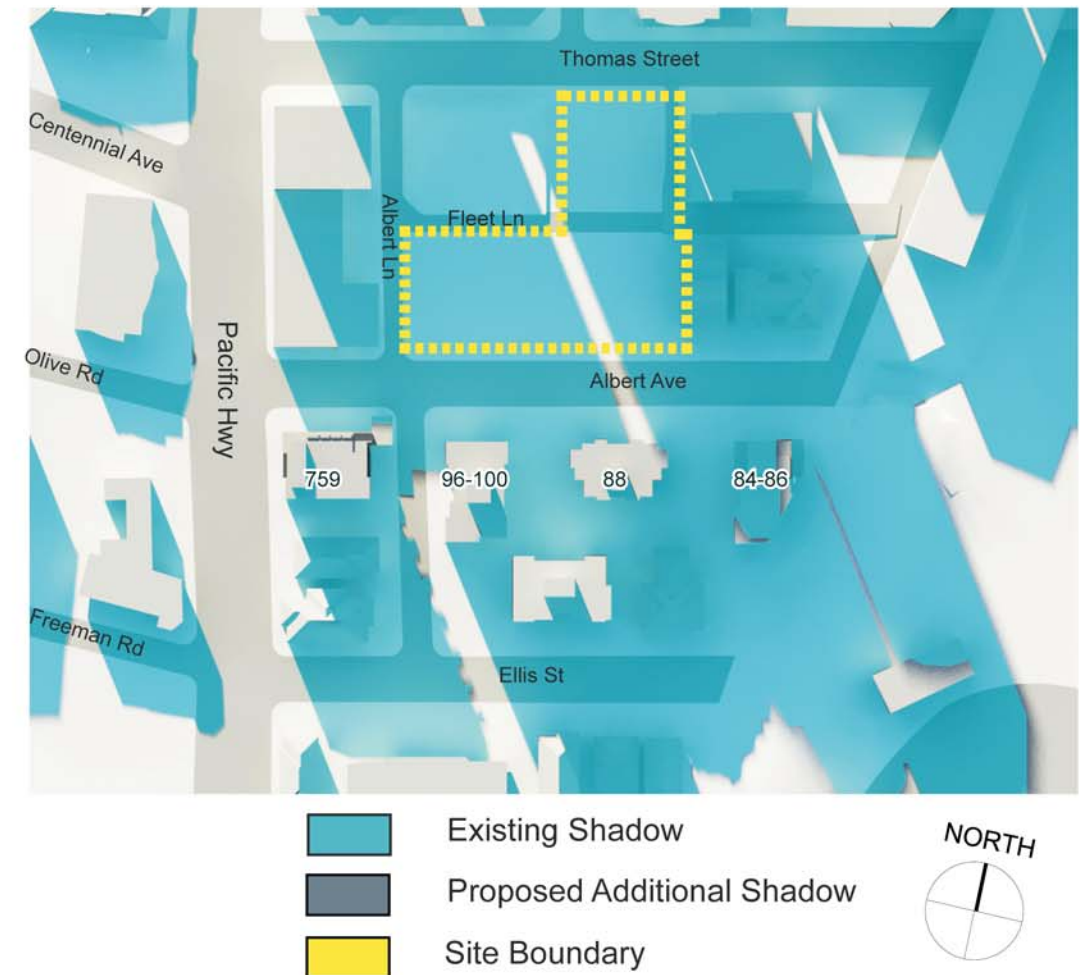 Thomas Street
Centennial Ave
Albert Ln
Fleet Ln
Pacific Hwy
Olive Rd
Albert Ave
759
96-100
88
84-86
Freeman Rd
Ellis St
Existing Shadow
NORTH
Proposed Additional Shadow
Site Boundary